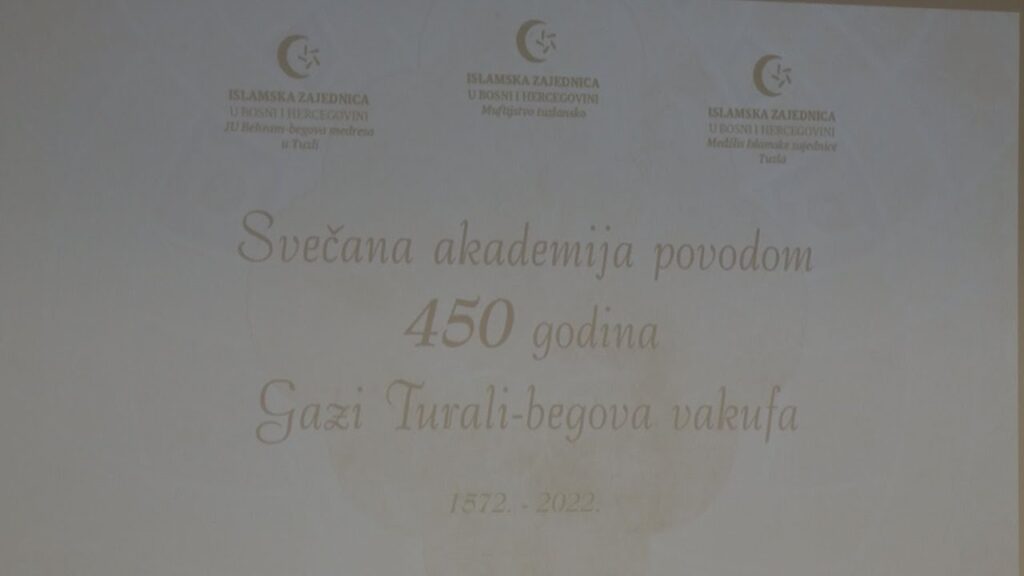 ISLAMSKA ZAJEDNICA
U BOSNI I HERCEGOVINI
JU Behram-begova medresa
u Tuzli
ISLAMSKA ZAJEDNICA
U BOSNI I HERCEGOVINI
Muftijstvo tuzlansko
ISLAMSKA ZAJEDNICA
U BOSNI I HERCEGOVINI
Medžlis Islamske zajednice
Tuzla
Svečana akademija povodom
450 godina
Gazi Turali-begova vakufa
1572. - 2022.